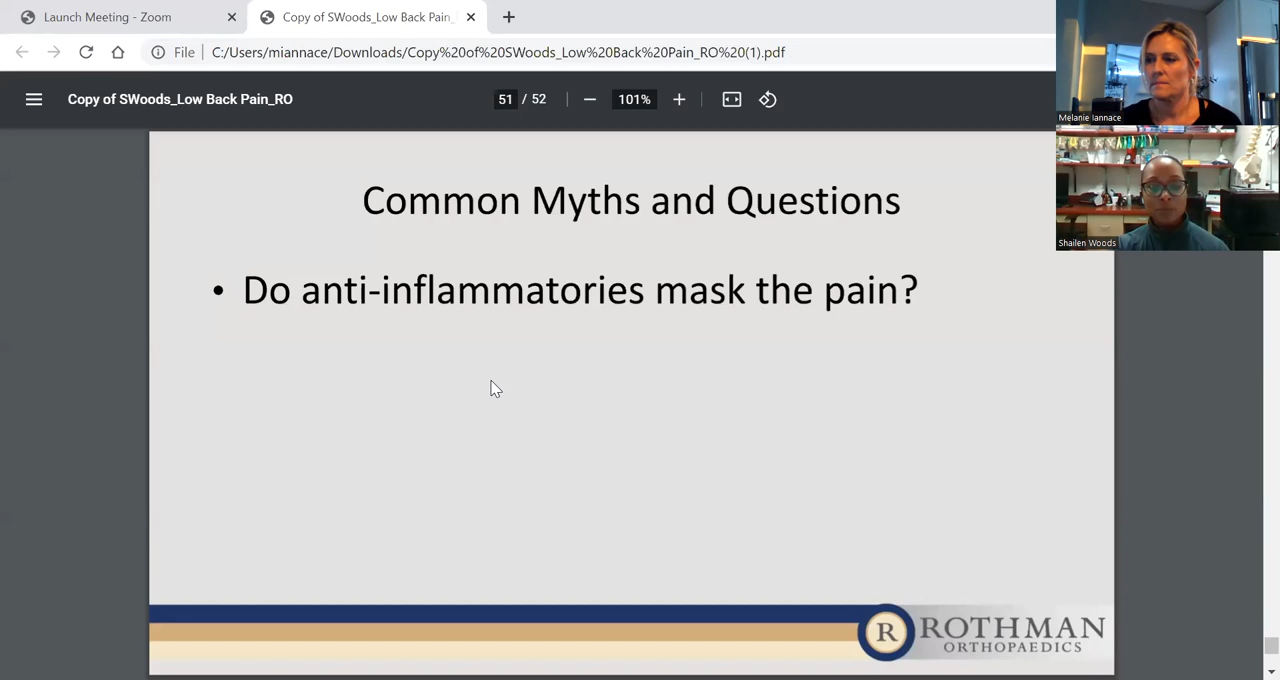 Launch Meeting - Zoom
Copy of SWoods_Low Back Pain_
File
C:/Users/miannace/Downloads/Copy%20of%20SWoods_Low%20Back%20Pain_RO%20(1).pdf
Copy of SWoods_Low Back Pain_RO
51 / 52
101%
Melanie Iannace
Shailen Woods
Common Myths and Questions
• Do anti-inflammatories mask the pain?
R
ROTHMAN
ORTHOPAEDICS